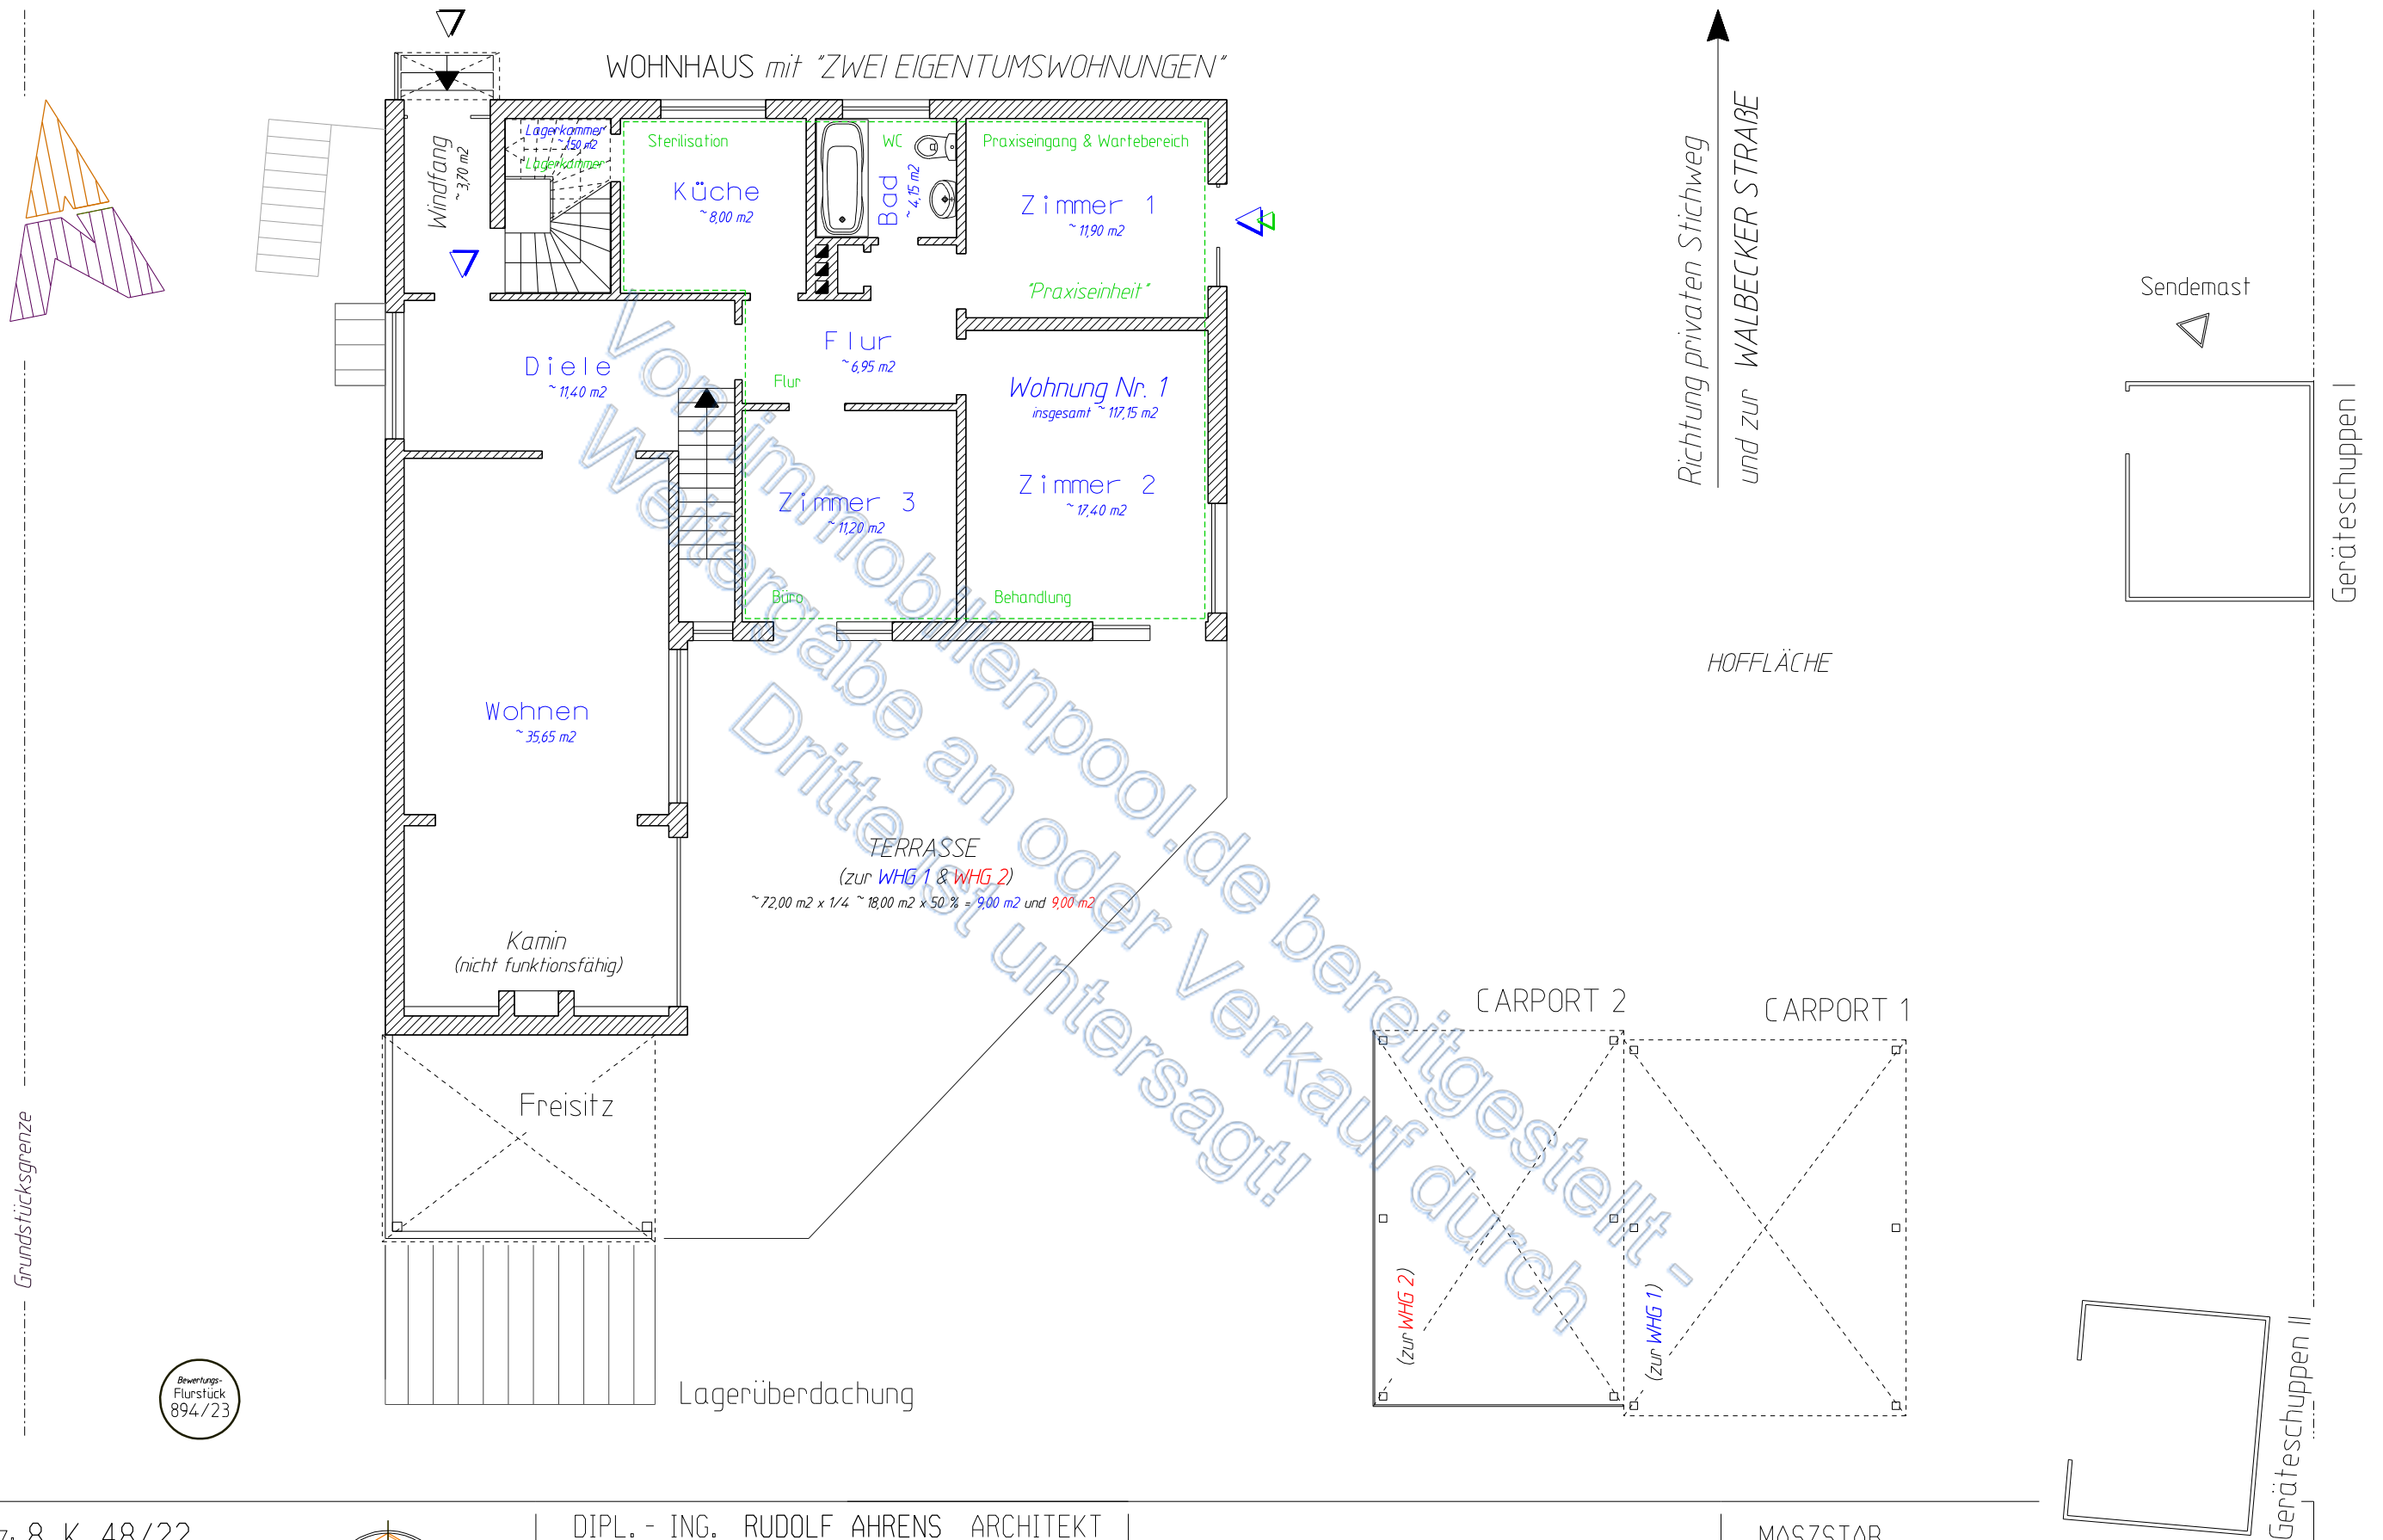 WOHNHAUS mit "ZWEI EIGENTUMSWOHNUNGEN"
Richtung privaten Stichweg
und zur WALBECKER STRAßE
Windfang
~ 3,70 m2
Lagerkammer
~ 1,50 m2
Lagerkammer
Sterilisation
Küche
~ 8,00 m2
WC
Bad
~ 4,15 m2
Praxiseingang & Wartebereich
Zimmer 1
~ 11,90 m2
"Praxiseinheit"
Sendemast
Geräteschuppen I
Diele
~ 11,40 m2
Flur
~ 6,95 m2
Flur
Wohnung Nr. 1
insgesamt ~ 117,15 m2
Zimmer 3
~ 11,20 m2
Büro
Zimmer 2
~ 17,40 m2
Behandlung
HOFFLÄCHE
Wohnen
~ 35,65 m2
TERRASSE
(zur WHG 1 & WHG 2)
~ 72,00 m2 x 1/4 ~ 18,00 m2 x 50 % = 9,00 m2 und 9,00 m2
Kamin
(nicht funktionsfähig)
Von immobilienpool.de bereitgestellt -
Weitergabe an oder Verkauf durch
Dritte ist untersagt!
CARPORT 2
CARPORT 1
(zur WHG 2)
(zur WHG 1)
Freisitz
Grundstücksgrenze
Lagerüberdachung
Bewertungs-
Flurstück
894/23
Geräteschuppen II
8 K 48/22
DIPL.- ING. RUDOLF AHRENS ARCHITEKT
MASZSTAB